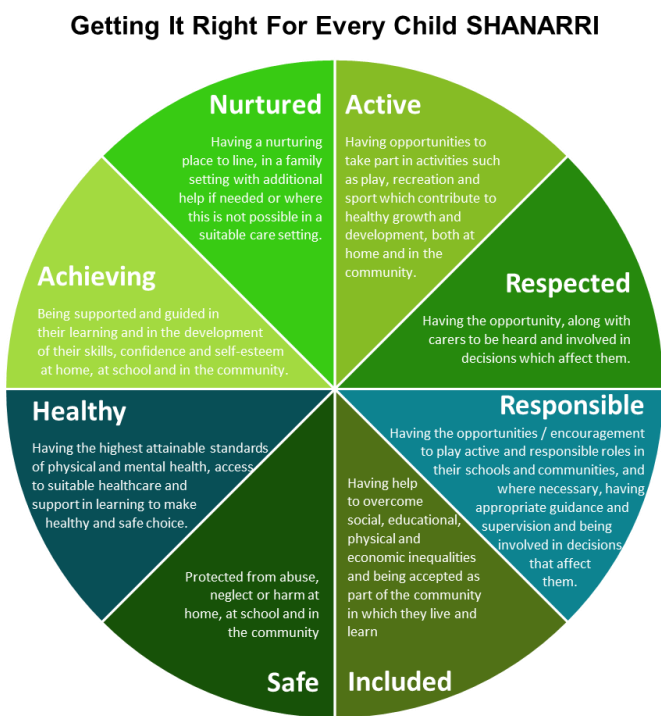 Getting It Right For Every Child SHANARRI
Nurtured
Having a nurturing
place to line, in a family
setting with additional
help if needed or where
this is not possible in a
suitable care setting.
Active
Having opportunities to
take part in activities such
as play, recreation and
sport which contribute to
healthy growth and
development, both at
home and in the
community.
Achieving
Being supported and guided in
their learning and in the development
of their skills, confidence and self-esteem
at home, at school and in the community.
Respected
Having the opportunity, along with
carers to be heard and involved in
decisions which affect them.
Healthy
Having the highest attainable standards
of physical and mental health, access
to suitable healthcare and
support in learning to make
healthy and safe choice.
Responsible
Having the opportunities / encouragement
to play active and responsible roles in
their schools and communities, and
where necessary, having
appropriate guidance and
supervision and being
involved in decisions
that affect
them.
Protected from abuse,
neglect or harm at
home, at school and in
the community
Safe
Having help
to overcome
social, educational,
physical and
economic inequalities
and being accepted as
part of the community
in which they live and
learn
Included